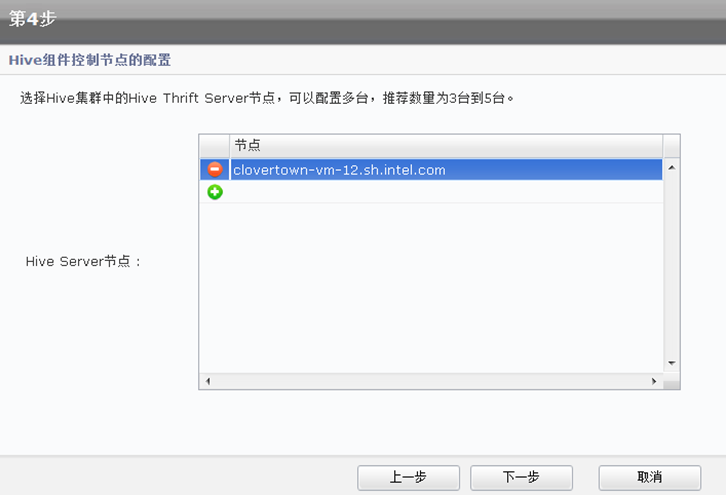 第4步
Hive组件控制节点的配置
选择Hive集群中的Hive Thrift Server节点，可以配置多台，推荐数量为3台到5台。
节点
clovertown-vm-12.sh.intel.com
Hive Server节点：
上一步 下一步 取消